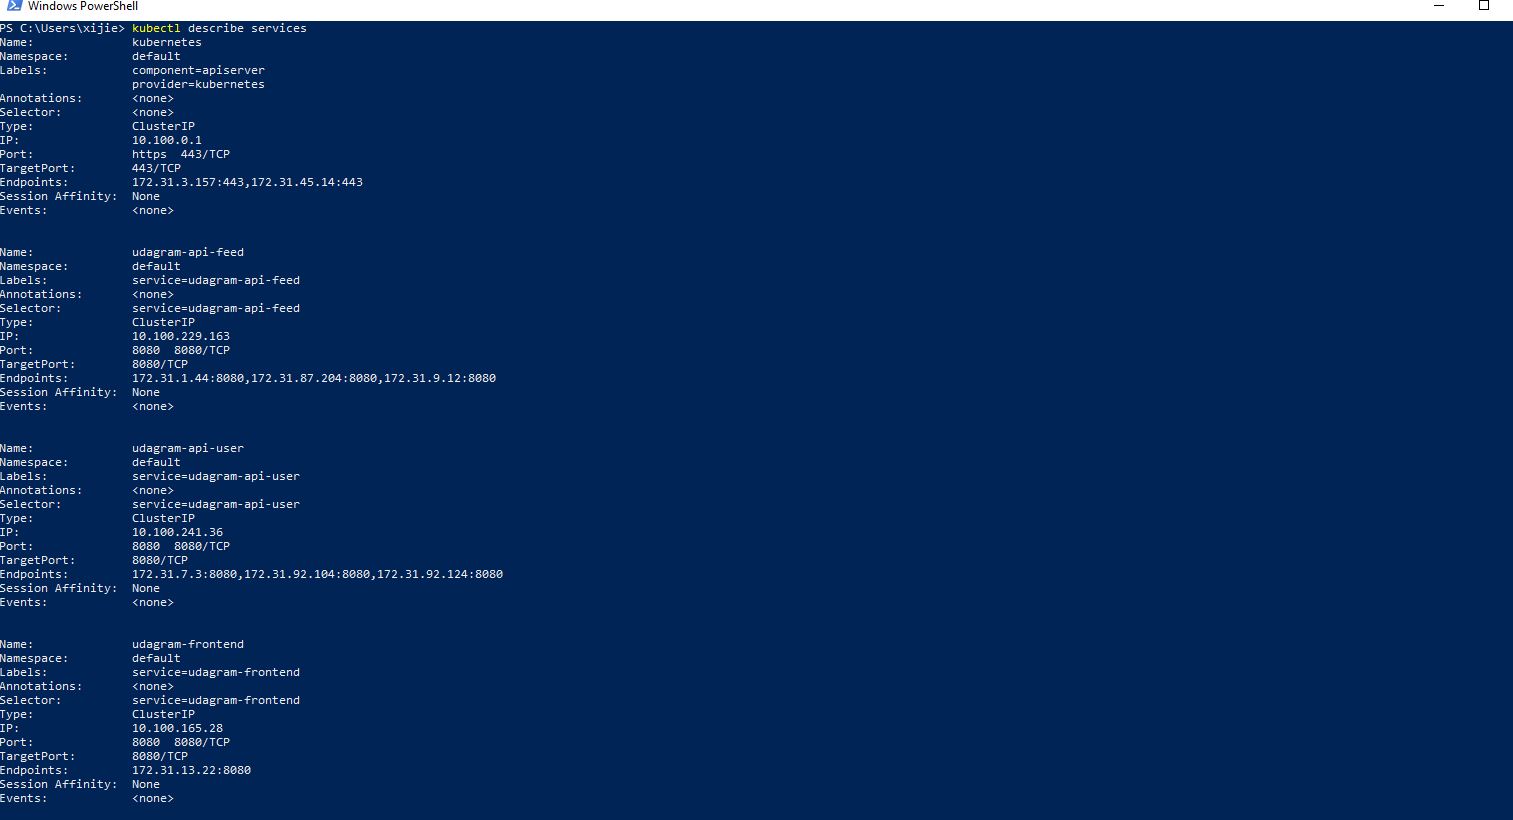 Windows PowerShell
PS C:\Users\xijie> kubectl describe services
Name:              kubernetes
Namespace:         default
Labels:            component=apiserver
                   provider=kubernetes
Annotations:       <none>
Selector:          <none>
Type:              ClusterIP
IP:                10.100.0.1
Port:              https  443/TCP
TargetPort:        443/TCP
Endpoints:         172.31.3.157:443,172.31.45.14:443
Session Affinity:  None
Events:            <none>
Name:              udagram-api-feed
Namespace:         default
Labels:            service=udagram-api-feed
Annotations:       <none>
Selector:          service=udagram-api-feed
Type:              ClusterIP
IP:                10.100.229.163
Port:              8080  8080/TCP
TargetPort:        8080/TCP
Endpoints:         172.31.1.44:8080,172.31.87.204:8080,172.31.9.12:8080
Session Affinity:  None
Events:            <none>
Name:              udagram-api-user
Namespace:         default
Labels:            service=udagram-api-user
Annotations:       <none>
Selector:          service=udagram-api-user
Type:              ClusterIP
IP:                10.100.241.36
Port:              8080  8080/TCP
TargetPort:        8080/TCP
Endpoints:         172.31.7.3:8080,172.31.92.104:8080,172.31.92.124:8080
Session Affinity:  None
Events:            <none>
Name:              udagram-frontend
Namespace:         default
Labels:            service=udagram-frontend
Annotations:       <none>
Selector:          service=udagram-frontend
Type:              ClusterIP
IP:                10.100.165.28
Port:              8080  8080/TCP
TargetPort:        8080/TCP
Endpoints:         172.31.13.22:8080
Session Affinity:  None
Events:            <none>